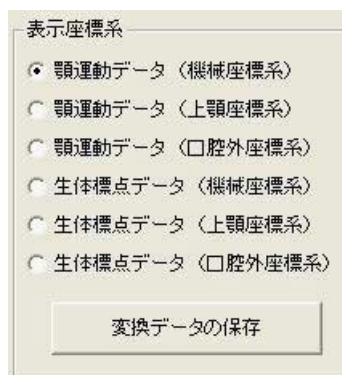 表示座標系
顎運動データ（機械座標系）
顎運動データ（上顎座標系）
顎運動データ（口腔外座標系）
生体標点データ（機械座標系）
生体標点データ（上顎座標系）
生体標点データ（口腔外座標系）
変換データの保存